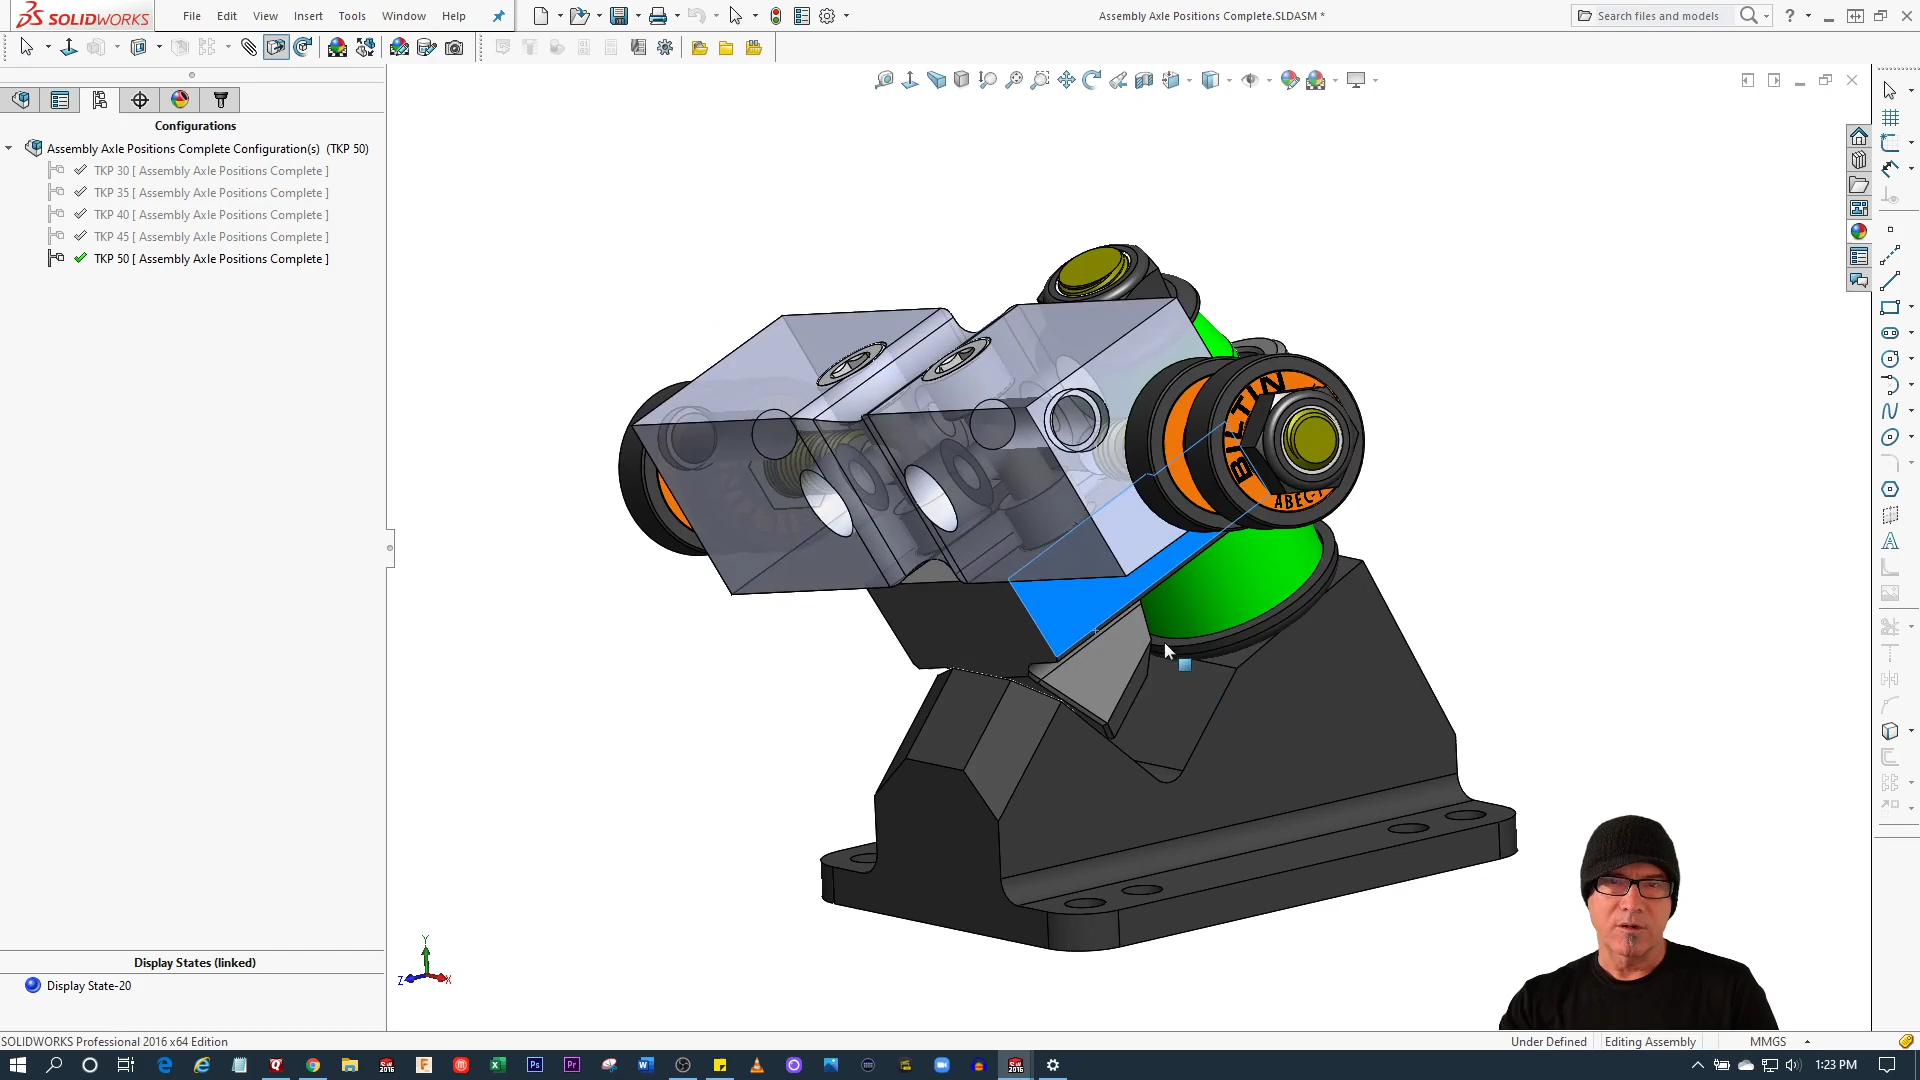 SOLIDWORKS
File Edit View Insert Tools Window Help
Assembly Axle Positions Complete.SLDASM *
Search files and models
Configurations
Assembly Axle Positions Complete Configuration(s) (TKP 50)
TKP 30 [ Assembly Axle Positions Complete ]
TKP 35 [ Assembly Axle Positions Complete ]
TKP 40 [ Assembly Axle Positions Complete ]
TKP 45 [ Assembly Axle Positions Complete ]
TKP 50 [ Assembly Axle Positions Complete ]
BILTIN
ABEC-7
Display States (linked)
Display State-20
Y
Z
X
SOLIDWORKS Professional 2016 x64 Edition
Under Defined
Editing Assembly
MMGS
1:23 PM